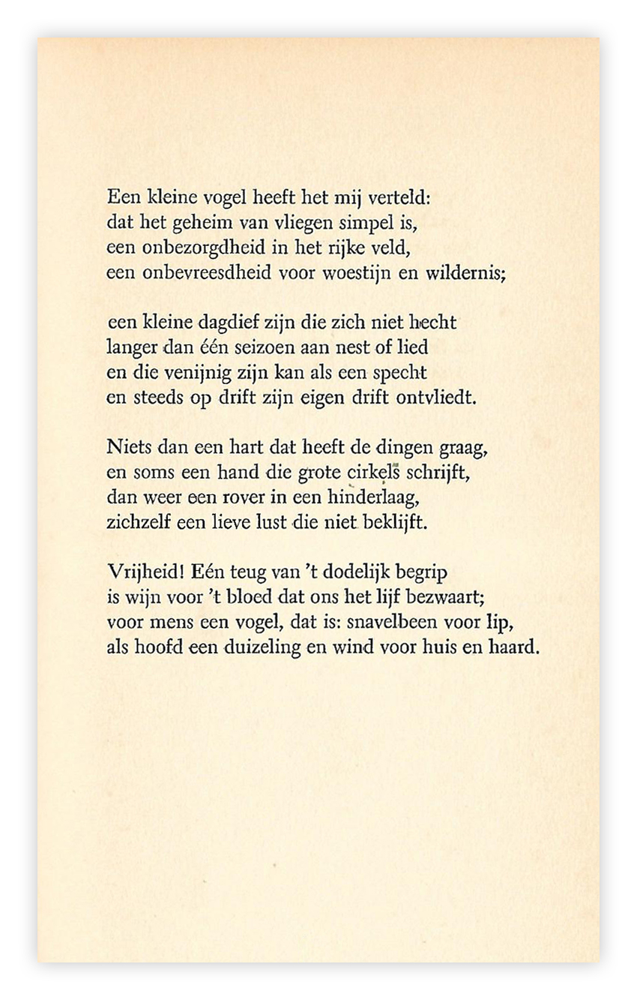 Een kleine vogel heeft het mij verteld:
dat het geheim van vliegen simpel is,
een onbezorgdheid in het rijke veld,
een onbevreesdheid voor woestijn en wildernis;
een kleine dagdief zijn die zich niet hecht
langer dan één seizoen aan nest of lied
en die venijnig zijn kan als een specht
en steeds op drift zijn eigen drift ontvliedt.
Niets dan een hart dat heeft de dingen graag,
en soms een hand die grote cirkels schrijft,
dan weer een rover in een hinderlaag,
zichzelf een lieve lust die niet beklijft.
Vrijheid! Eén teug van ’t dodelijk begrip
is wijn voor ’t bloed dat ons het lijf bezwaart;
voor mens een vogel, dat is: snavelbeen voor lip,
als hoofd een duizeling en wind voor huis en haard.